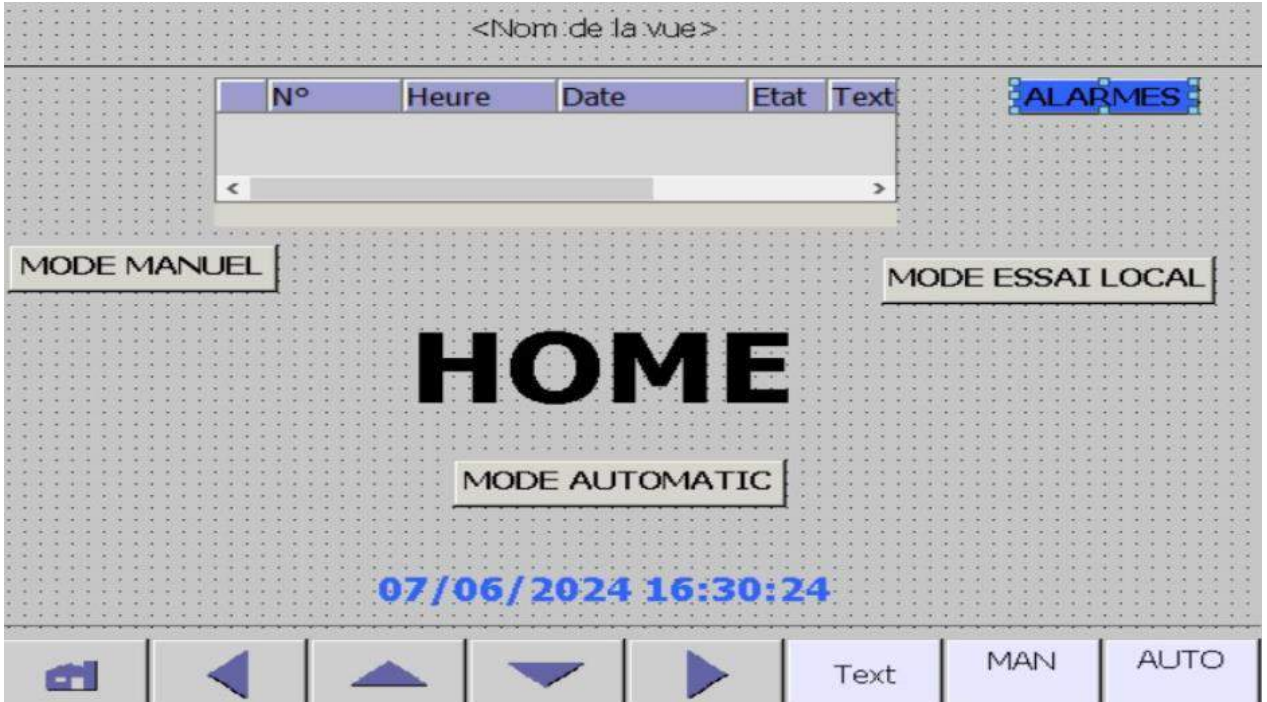 <Nom de la vue>
N° Heure Date Etat Text
ALARMES
MODE MANUEL
MODE ESSAI LOCAL
HOME
MODE AUTOMATIC
07/06/2024 16:30:24
Text MAN AUTO